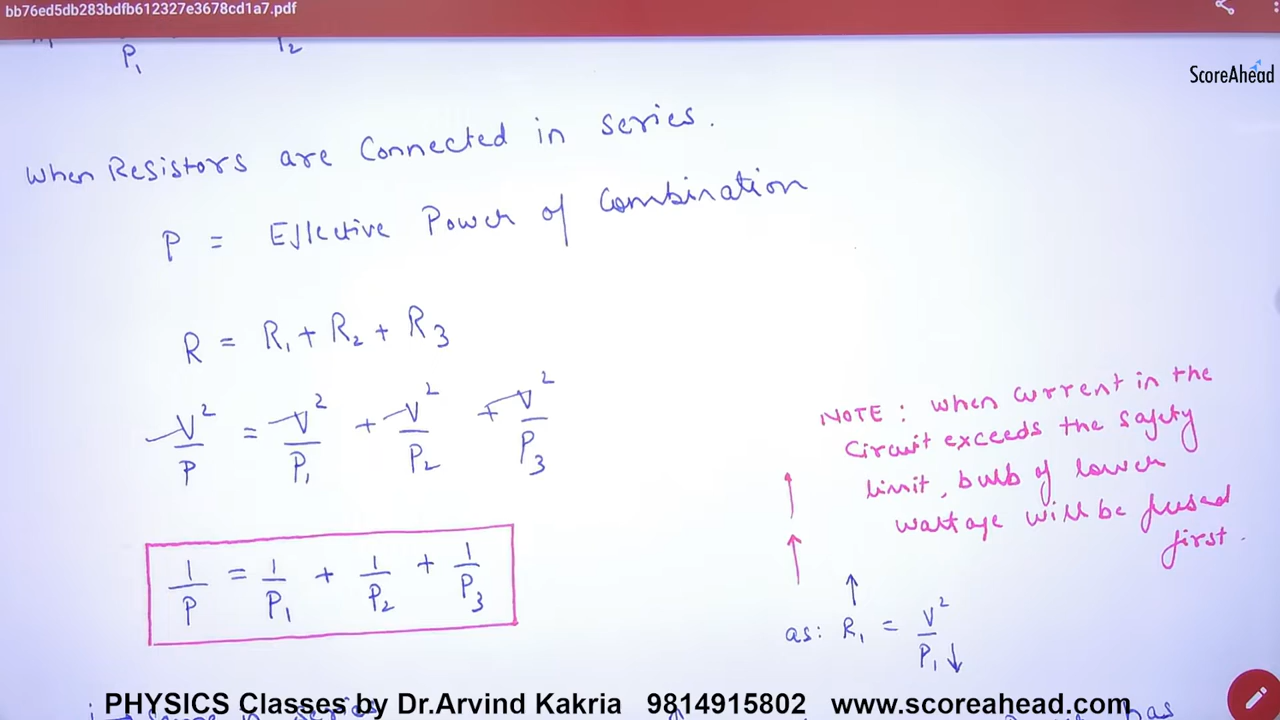 bb76ed5db283bdfb612327e3678cd1a7.pdf
P₁
ScoreAhead
When Resistors are Connected in series.
P = Effective Power of Combination
R = R₁ + R₂ + R₃
V²/P = V²/P₁ + V²/P₂ + V²/P₃
1/P = 1/P₁ + 1/P₂ + 1/P₃
NOTE : When current in the
Circuit exceeds the safety
limit, bulb of lower
wattage will be fused
first.
as: R₁ ↑ = V²/P₁ ↓
PHYSICS Classes by Dr.Arvind Kakria 9814915802 www.scoreahead.com
in series
has